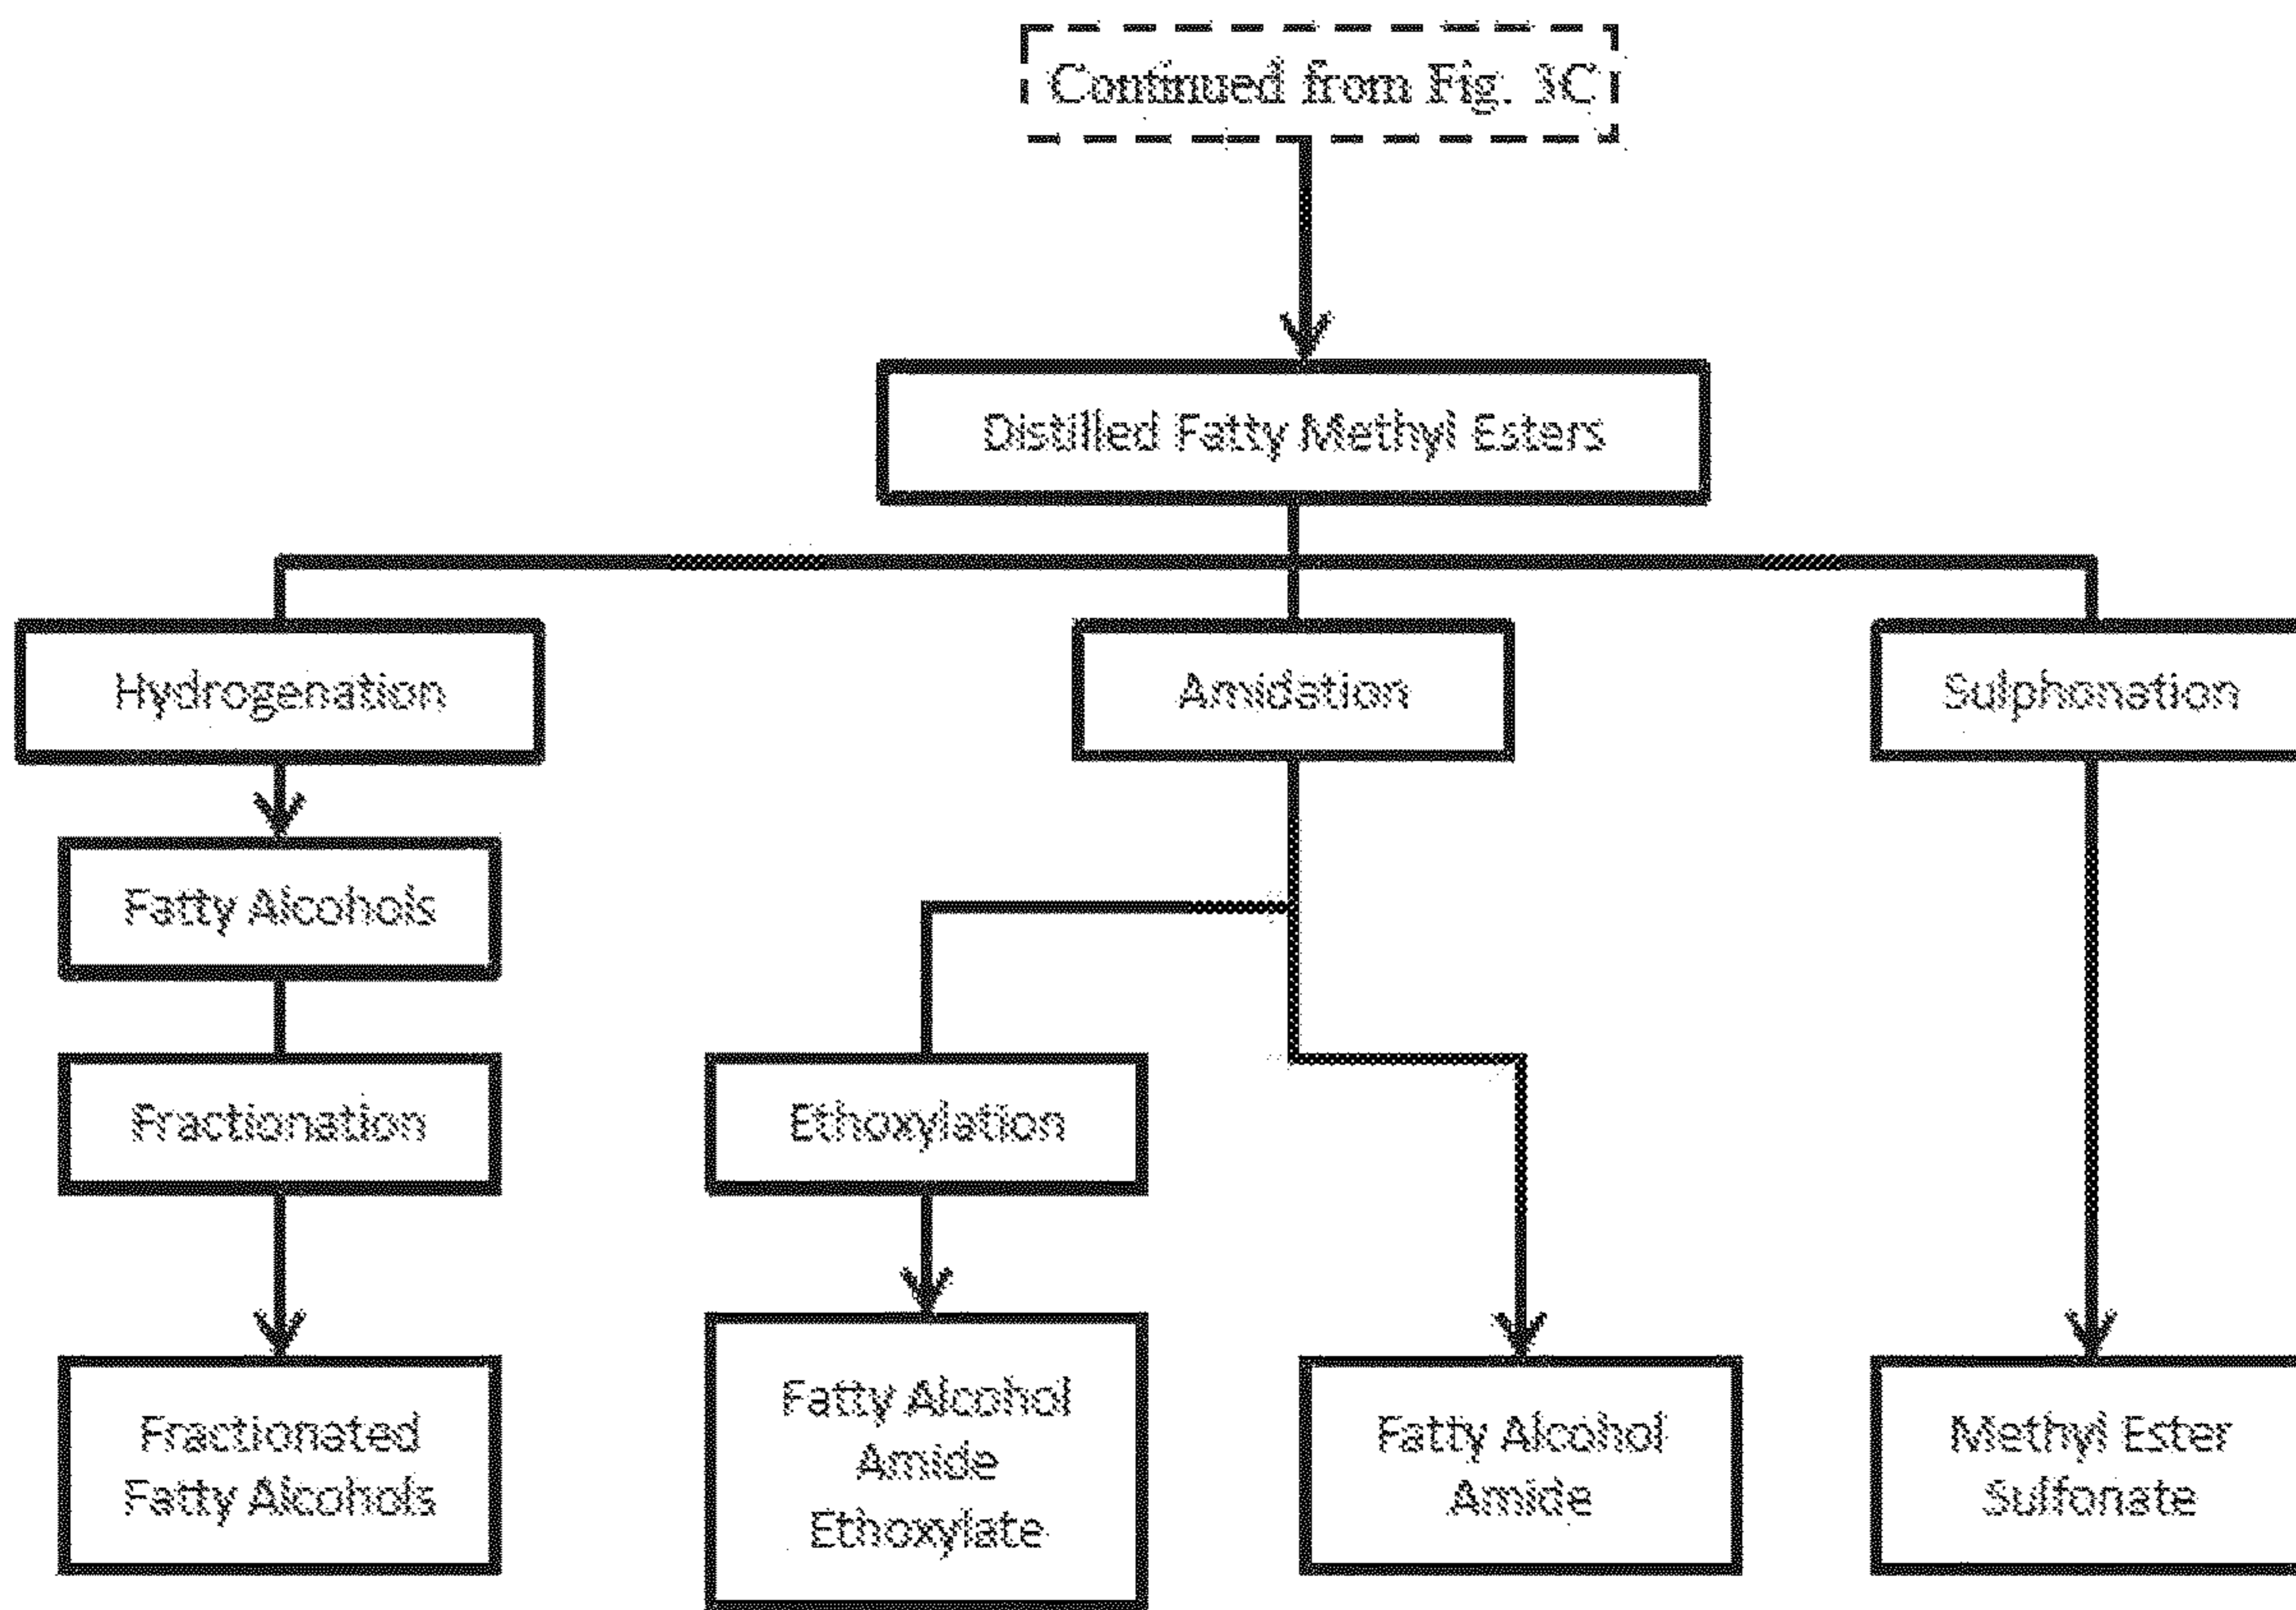 Continued from Fig. 3C
Distilled Fatty Methyl Esters
Hydrogenation
Amidation
Sulphonation
Fatty Alcohols
Fractionation
Ethoxylation
Fractionated
Fatty Alcohols
Fatty Alcohol
Amide
Ethoxylate
Fatty Alcohol
Amide
Methyl Ester
Sulfonate